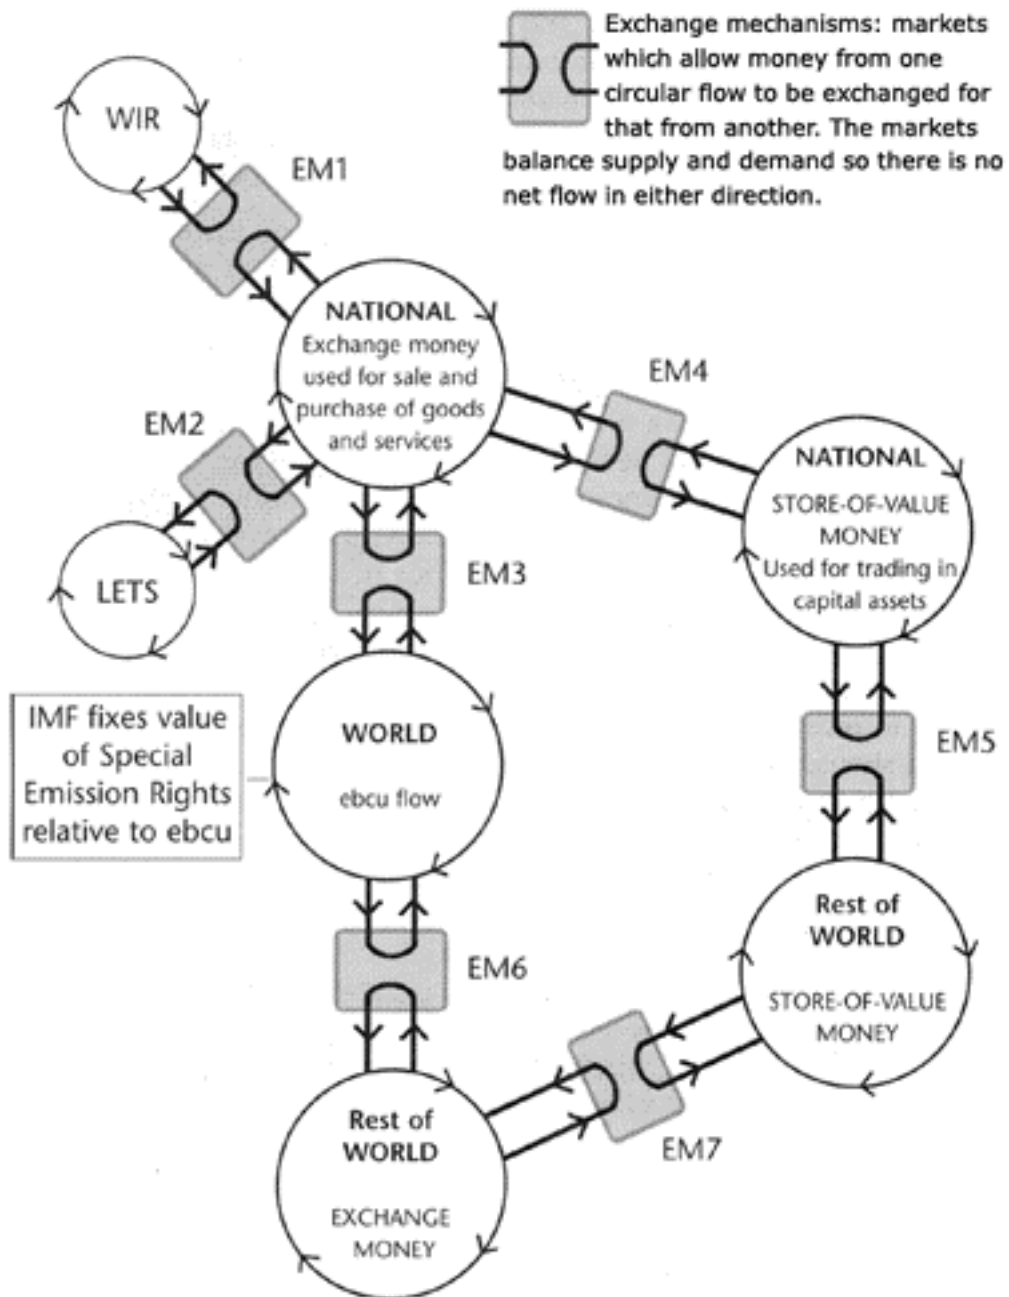 Exchange mechanisms: markets
which allow money from one
circular flow to be exchanged for
that from another. The markets
balance supply and demand so there is no
net flow in either direction.
WIR
EM1
NATIONAL
Exchange money
used for sale and
purchase of goods
and services
EM2
LETS
EM3
EM4
NATIONAL
STORE-OF-VALUE
MONEY
Used for trading in
capital assets
IMF fixes value
of Special
Emission Rights
relative to ebcu
WORLD
ebcu flow
EM5
Rest of
WORLD
STORE-OF-VALUE
MONEY
EM6
EM7
Rest of
WORLD
EXCHANGE
MONEY